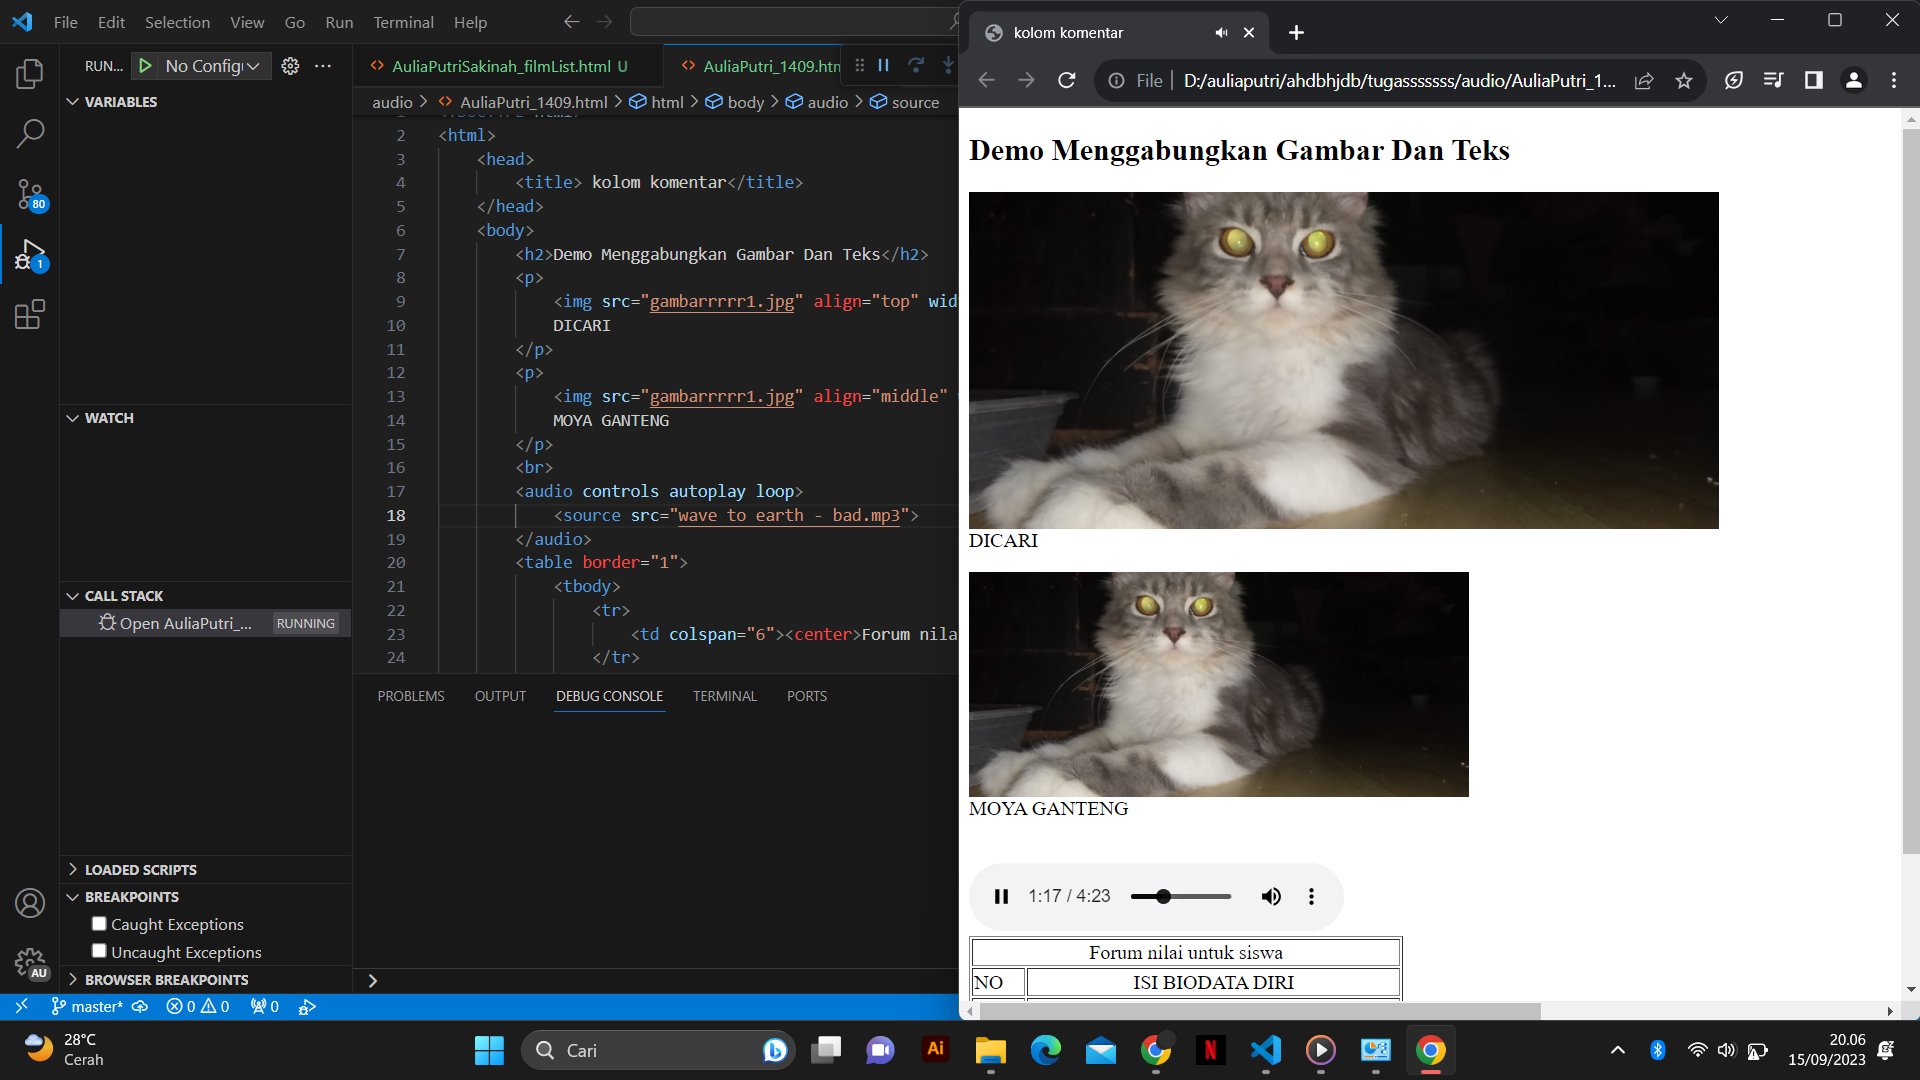 File Edit Selection View Go Run Terminal Help
RUN... No Config
AuliaPutriSakinah_filmList.html U
AuliaPutri_1409.htm
audio > AuliaPutri_1409.html > html > body > audio > source
VARIABLES
WATCH
CALL STACK
Open AuliaPutri_... RUNNING
LOADED SCRIPTS
BREAKPOINTS
Caught Exceptions
Uncaught Exceptions
BROWSER BREAKPOINTS
80
1
AU
2 <html>
3 <head>
4 <title> kolom komentar</title>
5 </head>
6 <body>
7 <h2>Demo Menggabungkan Gambar Dan Teks</h2>
8 <p>
9 <img src="gambarrrrr1.jpg" align="top" wid
10 DICARI
11 </p>
12 <p>
13 <img src="gambarrrrr1.jpg" align="middle"
14 MOYA GANTENG
15 </p>
16 <br>
17 <audio controls autoplay loop>
18 <source src="wave to earth - bad.mp3">
19 </audio>
20 <table border="1">
21 <tbody>
22 <tr>
23 <td colspan="6"><center>Forum nila
24 </tr>
PROBLEMS OUTPUT DEBUG CONSOLE TERMINAL PORTS
master* 0 0 0
kolom komentar
File | D:/auliaputri/ahdbhjdb/tugasssssss/audio/AuliaPutri_1...
Demo Menggabungkan Gambar Dan Teks
DICARI
MOYA GANTENG
1:17 / 4:23
Forum nilai untuk siswa
NO ISI BIODATA DIRI
28°C
Cerah
Cari
Ai
N
20.06
15/09/2023